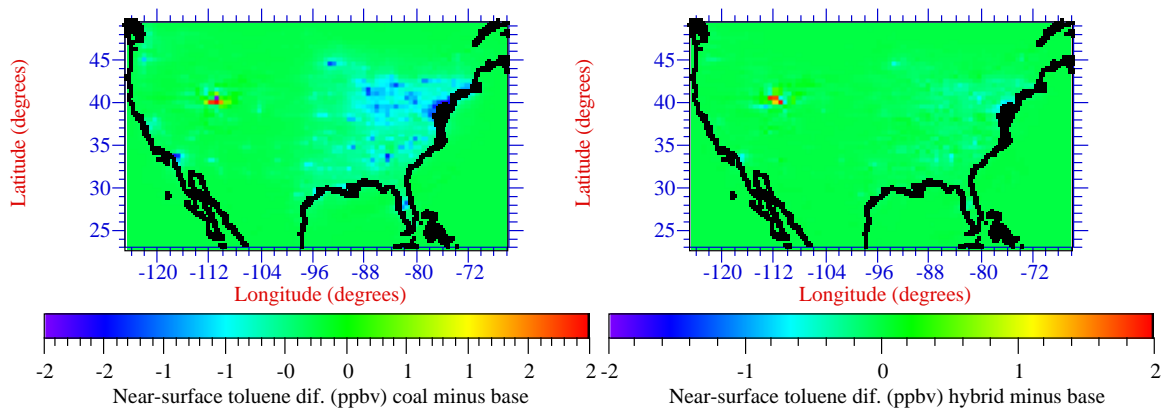 45
40
35
30
25
Latitude (degrees)
-120 -112 -104 -96 -88 -80 -72
Longitude (degrees)
-2 -2 -1 -1 -0 0 0 1 1 2 2
Near-surface toluene dif. (ppbv) coal minus base
45
40
35
30
25
Latitude (degrees)
-120 -112 -104 -96 -88 -80 -72
Longitude (degrees)
-2 -1 0 1 2
Near-surface toluene dif. (ppbv) hybrid minus base